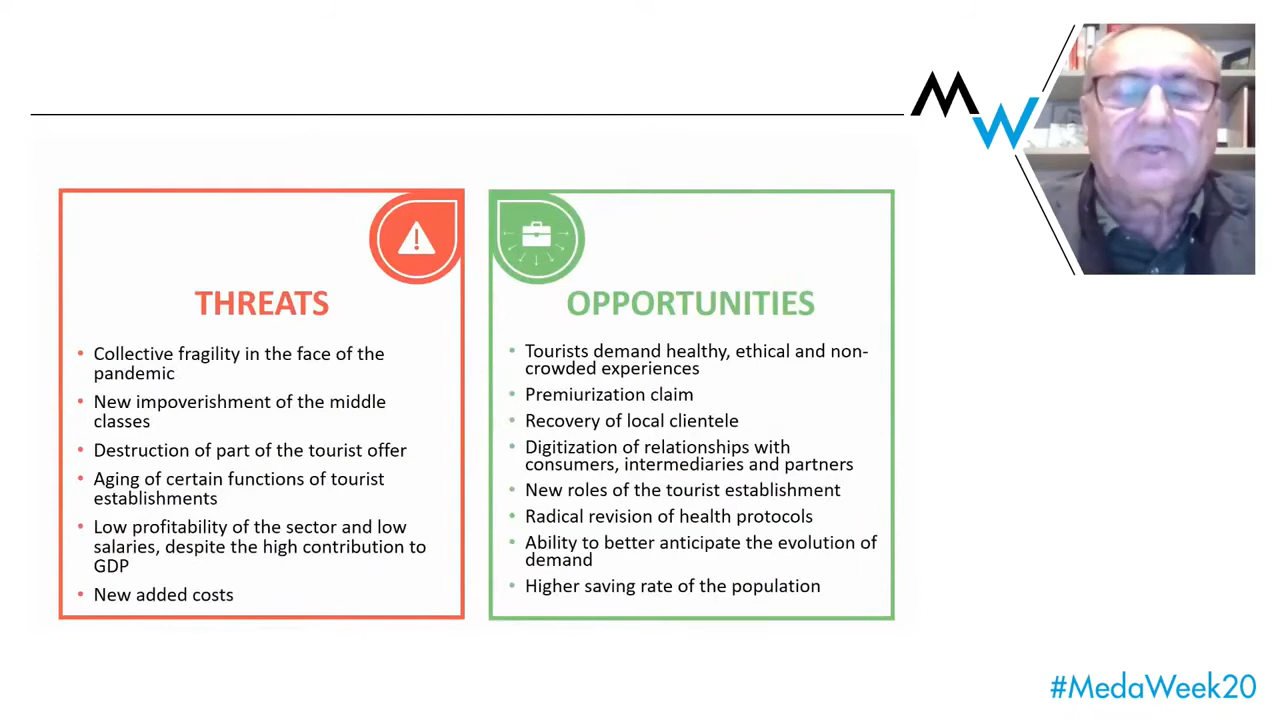 MW
THREATS
• Collective fragility in the face of the
pandemic
• New impoverishment of the middle
classes
• Destruction of part of the tourist offer
• Aging of certain functions of tourist
establishments
• Low profitability of the sector and low
salaries, despite the high contribution to
GDP
• New added costs
OPPORTUNITIES
• Tourists demand healthy, ethical and non-
crowded experiences
• Premiurization claim
• Recovery of local clientele
• Digitization of relationships with
consumers, intermediaries and partners
• New roles of the tourist establishment
• Radical revision of health protocols
• Ability to better anticipate the evolution of
demand
• Higher saving rate of the population
#MedaWeek20